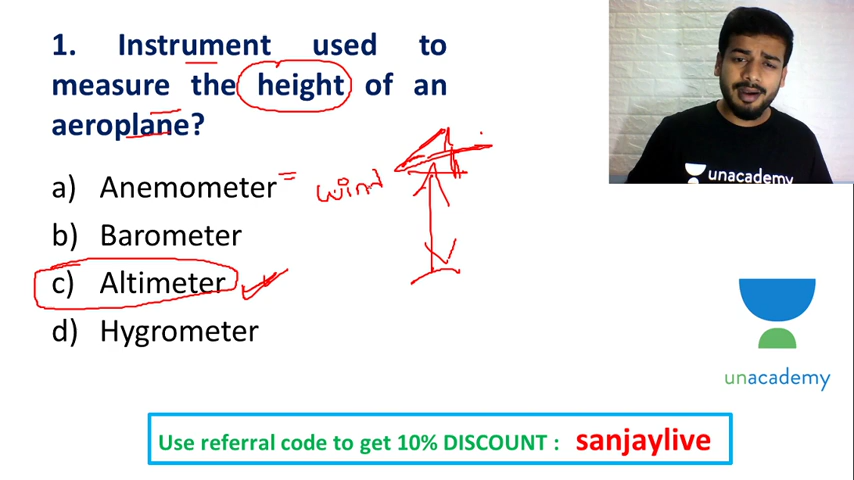 1. Instrument used to
measure the height of an
aeroplane?
a) Anemometer = wind
b) Barometer
c) Altimeter
d) Hygrometer
unacademy
unacademy
Use referral code to get 10% DISCOUNT : sanjaylive